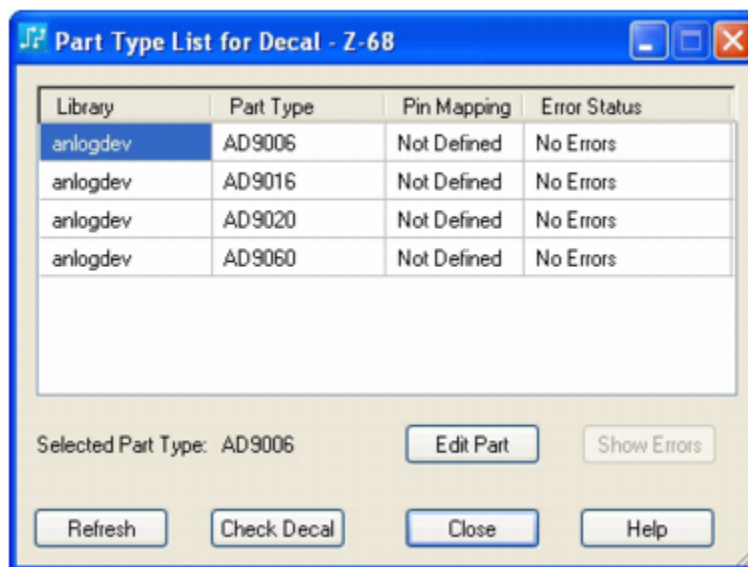 Part Type List for Decal - Z-68
Library Part Type Pin Mapping Error Status
anlogdev AD9006 Not Defined No Errors
anlogdev AD9016 Not Defined No Errors
anlogdev AD9020 Not Defined No Errors
anlogdev AD9060 Not Defined No Errors
Selected Part Type: AD9006 Edit Part Show Errors
Refresh Check Decal Close Help